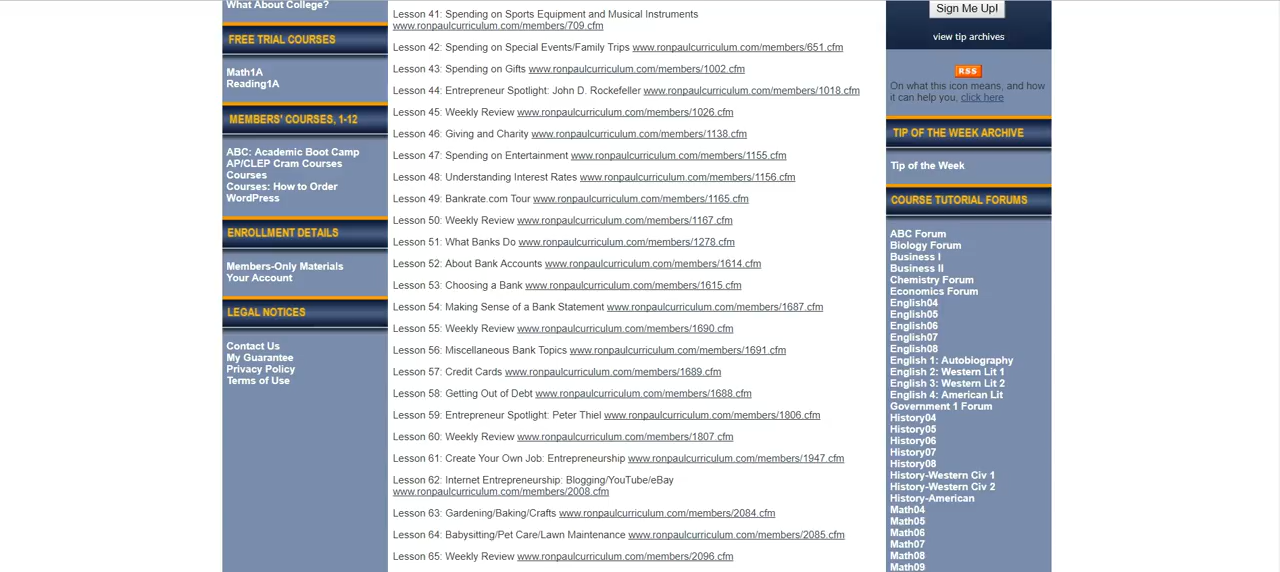 What About College?
FREE TRIAL COURSES
Math1A
Reading1A
MEMBERS' COURSES, 1-12
ABC: Academic Boot Camp
AP/CLEP Cram Courses
Courses
Courses: How to Order
WordPress
ENROLLMENT DETAILS
Members-Only Materials
Your Account
LEGAL NOTICES
Contact Us
My Guarantee
Privacy Policy
Terms of Use
Lesson 41: Spending on Sports Equipment and Musical Instruments
www.ronpaulcurriculum.com/members/709.cfm
Lesson 42: Spending on Special Events/Family Trips www.ronpaulcurriculum.com/members/651.cfm
Lesson 43: Spending on Gifts www.ronpaulcurriculum.com/members/1002.cfm
Lesson 44: Entrepreneur Spotlight: John D. Rockefeller www.ronpaulcurriculum.com/members/1018.cfm
Lesson 45: Weekly Review www.ronpaulcurriculum.com/members/1026.cfm
Lesson 46: Giving and Charity www.ronpaulcurriculum.com/members/1138.cfm
Lesson 47: Spending on Entertainment www.ronpaulcurriculum.com/members/1155.cfm
Lesson 48: Understanding Interest Rates www.ronpaulcurriculum.com/members/1156.cfm
Lesson 49: Bankrate.com Tour www.ronpaulcurriculum.com/members/1165.cfm
Lesson 50: Weekly Review www.ronpaulcurriculum.com/members/1167.cfm
Lesson 51: What Banks Do www.ronpaulcurriculum.com/members/1278.cfm
Lesson 52: About Bank Accounts www.ronpaulcurriculum.com/members/1614.cfm
Lesson 53: Choosing a Bank www.ronpaulcurriculum.com/members/1615.cfm
Lesson 54: Making Sense of a Bank Statement www.ronpaulcurriculum.com/members/1687.cfm
Lesson 55: Weekly Review www.ronpaulcurriculum.com/members/1690.cfm
Lesson 56: Miscellaneous Bank Topics www.ronpaulcurriculum.com/members/1691.cfm
Lesson 57: Credit Cards www.ronpaulcurriculum.com/members/1689.cfm
Lesson 58: Getting Out of Debt www.ronpaulcurriculum.com/members/1688.cfm
Lesson 59: Entrepreneur Spotlight: Peter Thiel www.ronpaulcurriculum.com/members/1806.cfm
Lesson 60: Weekly Review www.ronpaulcurriculum.com/members/1807.cfm
Lesson 61: Create Your Own Job: Entrepreneurship www.ronpaulcurriculum.com/members/1947.cfm
Lesson 62: Internet Entrepreneurship: Blogging/YouTube/eBay
www.ronpaulcurriculum.com/members/2008.cfm
Lesson 63: Gardening/Baking/Crafts www.ronpaulcurriculum.com/members/2084.cfm
Lesson 64: Babysitting/Pet Care/Lawn Maintenance www.ronpaulcurriculum.com/members/2085.cfm
Lesson 65: Weekly Review www.ronpaulcurriculum.com/members/2096.cfm
Sign Me Up!
view tip archives
RSS
On what this icon means, and how
it can help you, click here
TIP OF THE WEEK ARCHIVE
Tip of the Week
COURSE TUTORIAL FORUMS
ABC Forum
Biology Forum
Business I
Business II
Chemistry Forum
Economics Forum
English04
English05
English06
English07
English08
English 1: Autobiography
English 2: Western Lit 1
English 3: Western Lit 2
English 4: American Lit
Government 1 Forum
History04
History05
History06
History07
History08
History-Western Civ 1
History-Western Civ 2
History-American
Math04
Math05
Math06
Math07
Math08
Math09